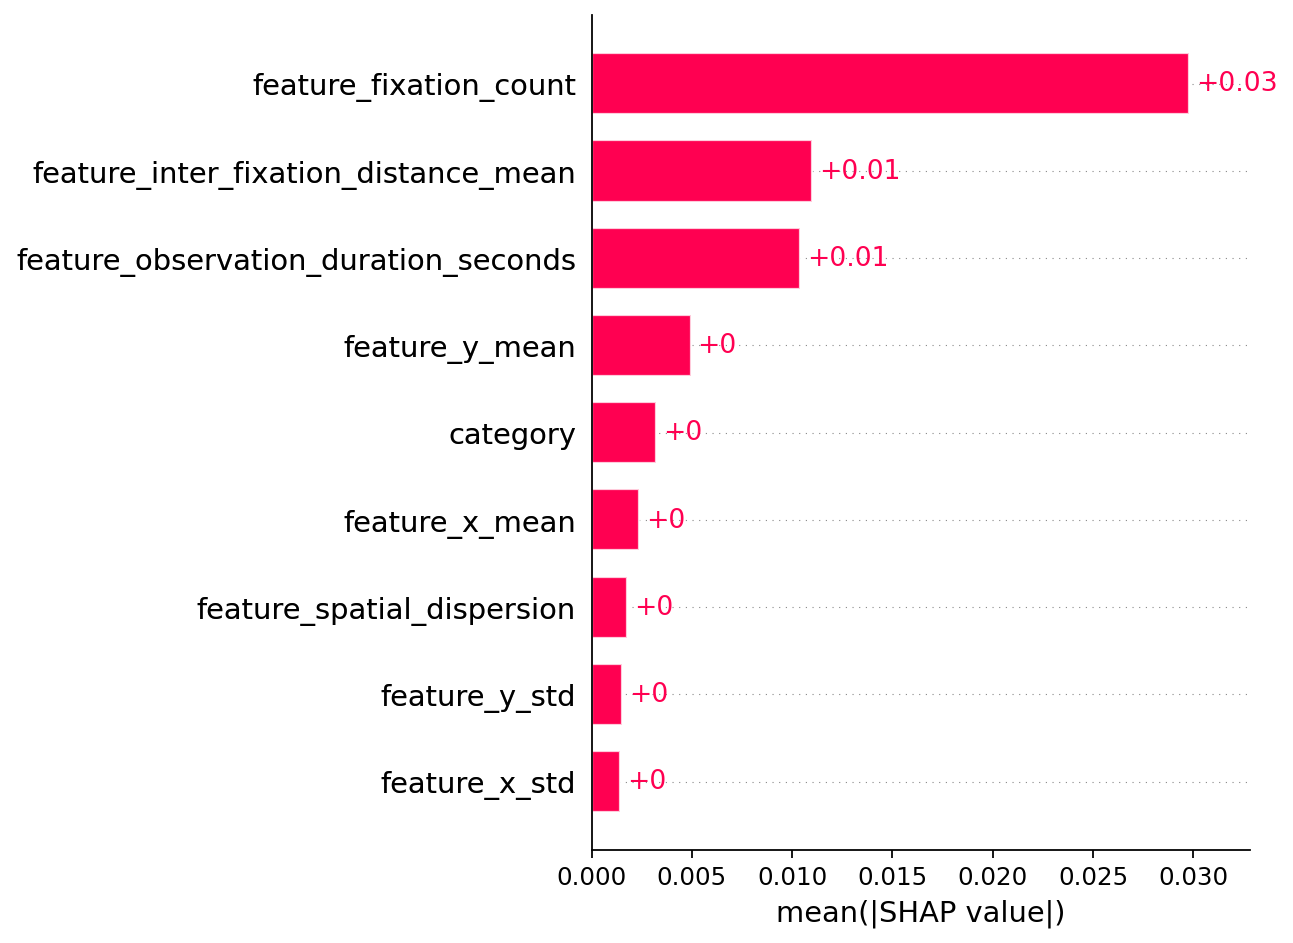 feature_fixation_count +0.03
feature_inter_fixation_distance_mean +0.01
feature_observation_duration_seconds +0.01
feature_y_mean +0
category +0
feature_x_mean +0
feature_spatial_dispersion +0
feature_y_std +0
feature_x_std +0
0.000 0.005 0.010 0.015 0.020 0.025 0.030
mean(|SHAP value|)